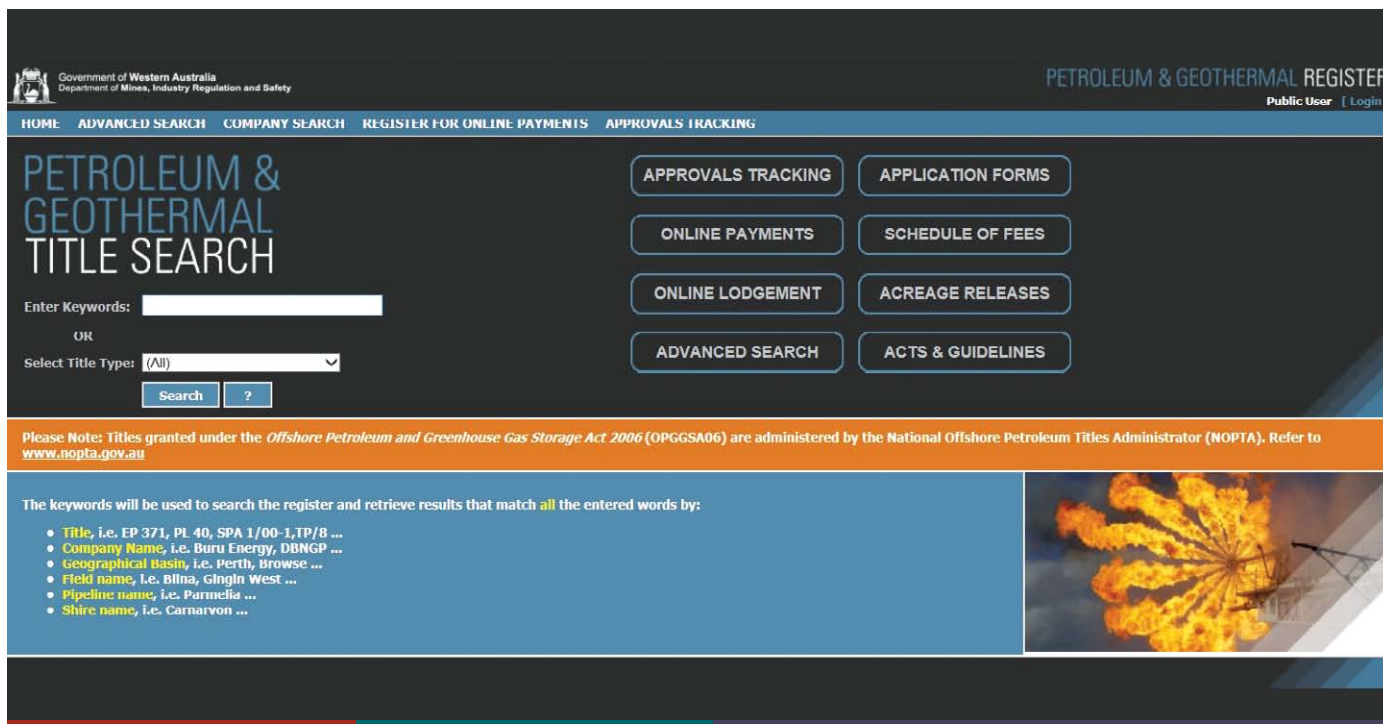 Government of Western Australia
Department of Mines, Industry Regulation and Safety
PETROLEUM & GEOTHERMAL REGISTER
Public User [ Login
HOME ADVANCED SEARCH COMPANY SEARCH REGISTER FOR ONLINE PAYMENTS APPROVALS TRACKING
PETROLEUM &
GEOTHERMAL
TITLE SEARCH
Enter Keywords:
OR
Select Title Type: (All)
Search ?
APPROVALS TRACKING APPLICATION FORMS
ONLINE PAYMENTS SCHEDULE OF FEES
ONLINE LODGEMENT ACREAGE RELEASES
ADVANCED SEARCH ACTS & GUIDELINES
Please Note: Titles granted under the Offshore Petroleum and Greenhouse Gas Storage Act 2006 (OPGGSA06) are administered by the National Offshore Petroleum Titles Administrator (NOPTA). Refer to
www.nopta.gov.au
The keywords will be used to search the register and retrieve results that match all the entered words by:
• Title, i.e. EP 371, PL 40, SPA 1/00-1,TP/8 ...
• Company Name, i.e. Buru Energy, DBNGP ...
• Geographical Basin, i.e. Perth, Browse ...
• Field name, i.e. Blina, Gingin West ...
• Pipeline name, i.e. Parmelia ...
• Shire name, i.e. Carnarvon ...